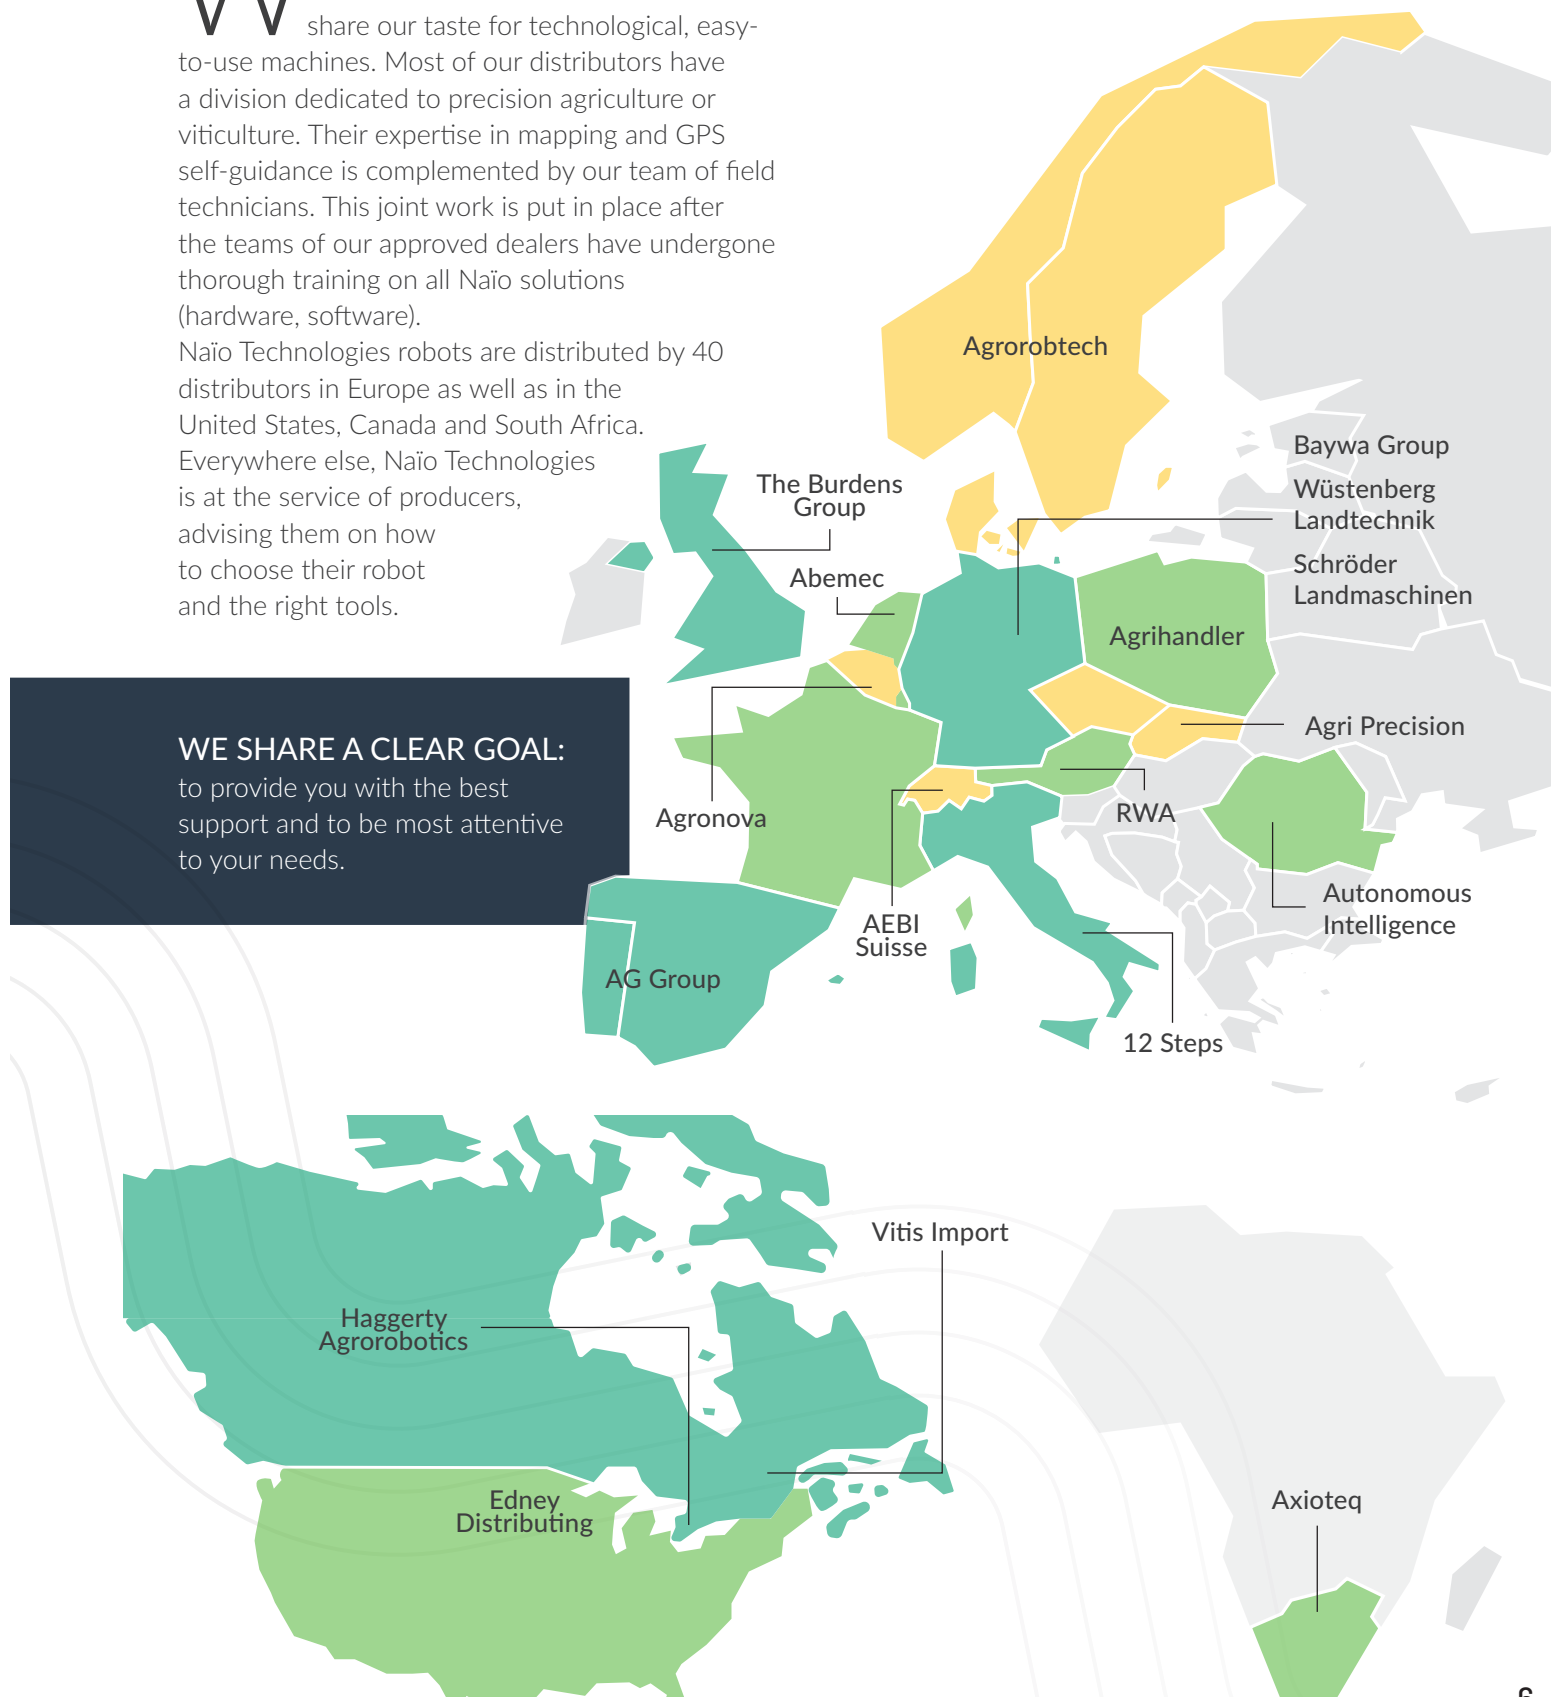 W share our taste for technological, easy-
to-use machines. Most of our distributors have
a division dedicated to precision agriculture or
viticulture. Their expertise in mapping and GPS
self-guidance is complemented by our team of field
technicians. This joint work is put in place after
the teams of our approved dealers have undergone
thorough training on all Naïo solutions
(hardware, software).
Naïo Technologies robots are distributed by 40
distributors in Europe as well as in the
United States, Canada and South Africa.
Everywhere else, Naïo Technologies
is at the service of producers,
advising them on how
to choose their robot
and the right tools.
WE SHARE A CLEAR GOAL:
to provide you with the best
support and to be most attentive
to your needs.
Agrorobtech
Baywa Group
Wüstenberg
Landtechnik
Schröder
Landmaschinen
The Burdens
Group
Abemec
Agrihandler
Agri Precision
Agronova
RWA
Autonomous
Intelligence
AEBI
Suisse
AG Group
12 Steps
Vitis Import
Haggerty
Agrorobotics
Edney
Distributing
Axioteq